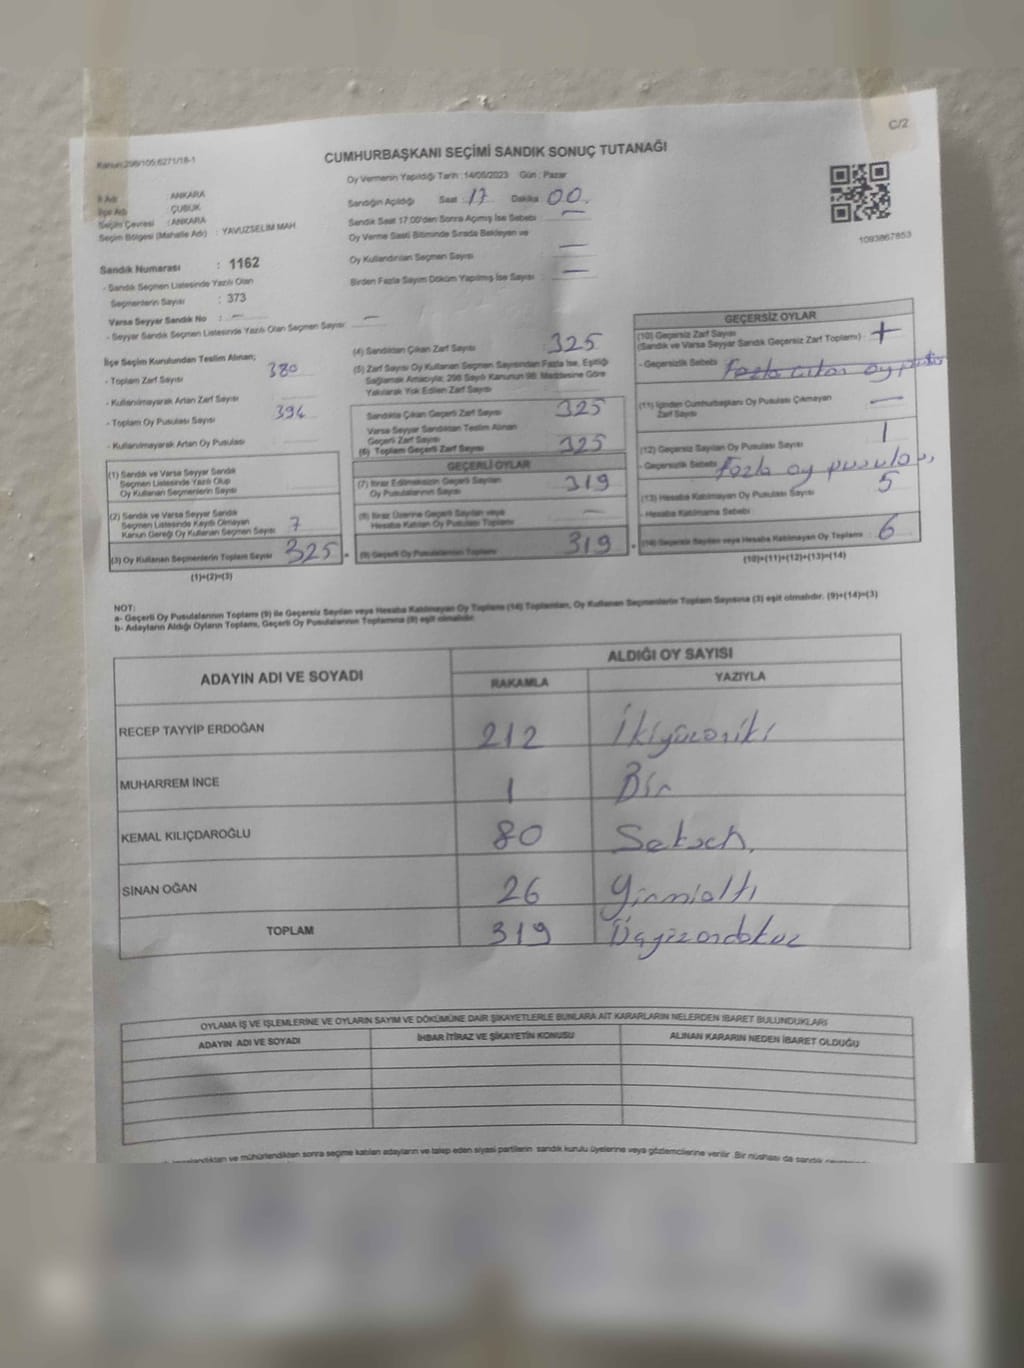 C/2
Kanun:298/105;6271/18-1
CUMHURBAŞKANI SEÇİMİ SANDIK SONUÇ TUTANAĞI
Oy Vermenin Yapıldığı Tarih : 14/05/2023 Gün : Pazar
İl Adı : ANKARA
İlçe Adı : ÇUBUK
Seçim Çevresi : ANKARA
Seçim Bölgesi (Mahalle Adı) : YAVUZSELİM MAH
Sandığın Açıldığı Saat : 17 Dakika 00.
Sandık Saat 17:00'den Sonra Açılmış İse Sebebi : —
Oy Verme Saati Bitiminde Sırada Bekleyen ve
Oy Kullandırılan Seçmen Sayısı —
Birden Fazla Sayım Döküm Yapılmış İse Sayısı : —
1093867853
Sandık Numarası : 1162
- Sandık Seçmen Listesinde Yazılı Olan
Seçmenlerin Sayısı : 373
Varsa Seyyar Sandık No : —
- Seyyar Sandık Seçmen Listesinde Yazılı Olan Seçmen Sayısı: —
İlçe Seçim Kurulundan Teslim Alınan;
- Toplam Zarf Sayısı 380
- Kullanılmayarak Artan Zarf Sayısı
- Toplam Oy Pusulası Sayısı 394
- Kullanılmayarak Artan Oy Pusulası
(1) Sandık ve Varsa Seyyar Sandık
Seçmen Listesinde Yazılı Olup
Oy Kullanan Seçmenlerin Sayısı
(2) Sandık ve Varsa Seyyar Sandık
Seçmen Listesinde Kayıtlı Olmayan
Kanun Gereği Oy Kullanan Seçmen Sayısı 7
(3) Oy Kullanan Seçmenlerin Toplam Sayısı 325
(1)+(2)=(3)
(4) Sandıktan Çıkan Zarf Sayısı : 325
(5) Zarf Sayısı Oy Kullanan Seçmen Sayısından Fazla İse, Eşitliği
Sağlamak Amacıyla; 298 Sayılı Kanunun 98. Maddesine Göre
Yakılarak Yok Edilen Zarf Sayısı
Sandıkta Çıkan Geçerli Zarf Sayısı 325
Varsa Seyyar Sandıktan Teslim Alınan
Geçerli Zarf Sayısı
(6) Toplam Geçerli Zarf Sayısı 325
GEÇERLİ OYLAR
(7) İtiraz Edilmeksizin Geçerli Sayılan
Oy Pusulalarının Sayısı 319
(8) İtiraz Üzerine Geçerli Sayılan veya
Hesaba Katılan Oy Pusulası Toplamı —
(9) Geçerli Oy Pusulalarının Toplamı 319
GEÇERSİZ OYLAR
(10) Geçersiz Zarf Sayısı
(Sandık ve Varsa Seyyar Sandık Geçersiz Zarf Toplamı) :
- Geçersizlik Sebebi : Fazla çıkan oy
(11) İçinden Cumhurbaşkanı Oy Pusulası Çıkmayan
Zarf Sayısı —
(12) Geçersiz Sayılan Oy Pusulası Sayısı 1
- Geçersizlik Sebebi : Fazla oy pusulası
(13) Hesaba Katılmayan Oy Pusulası Sayısı 5
- Hesaba Katılmama Sebebi
(14) Geçersiz Sayılan veya Hesaba Katılmayan Oy Toplamı : 6
(10)+(11)+(12)+(13)=(14)
NOT:
a- Geçerli Oy Pusulalarının Toplamı (9) ile Geçersiz Sayılan veya Hesaba Katılmayan Oy Toplamı (14) Toplamları, Oy Kullanan Seçmenlerin Toplam Sayısına (3) eşit olmalıdır. (9)+(14)=(3)
b- Adayların Aldığı Oyların Toplamı, Geçerli Oy Pusulalarının Toplamına (9) eşit olmalıdır.
ADAYIN ADI VE SOYADI
ALDIĞI OY SAYISI
RAKAMLA YAZIYLA
RECEP TAYYİP ERDOĞAN 212 İkiyüzoniki
MUHARREM İNCE 1 Bir
KEMAL KILIÇDAROĞLU 80 Seksen.
SİNAN OĞAN 26 Yirmialtı
TOPLAM 319 Üçyüzondokuz
OYLAMA İŞ VE İŞLEMLERİNE VE OYLARIN SAYIM VE DÖKÜMÜNE DAİR ŞİKAYETLERLE BUNLARA AİT KARARLARIN NELERDEN İBARET BULUNDUKLARI
ADAYIN ADI VE SOYADI İHBAR İTİRAZ VE ŞİKAYETİN KONUSU ALINAN KARARIN NEDEN İBARET OLDUĞU
ve mühürlendikten sonra seçime katılan adayların ve talep eden siyasi partilerin sandık kurulu üyelerine veya gözlemcilerine verilir. Bir nüshası da sandık